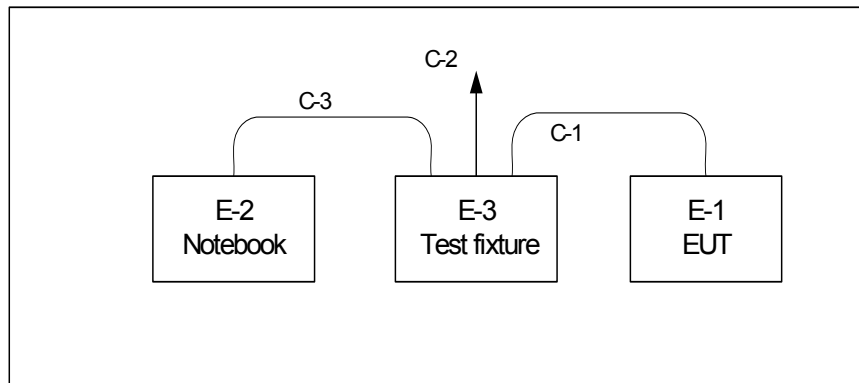 C-2
C-3
C-1
E-2
Notebook
E-3
Test fixture
E-1
EUT